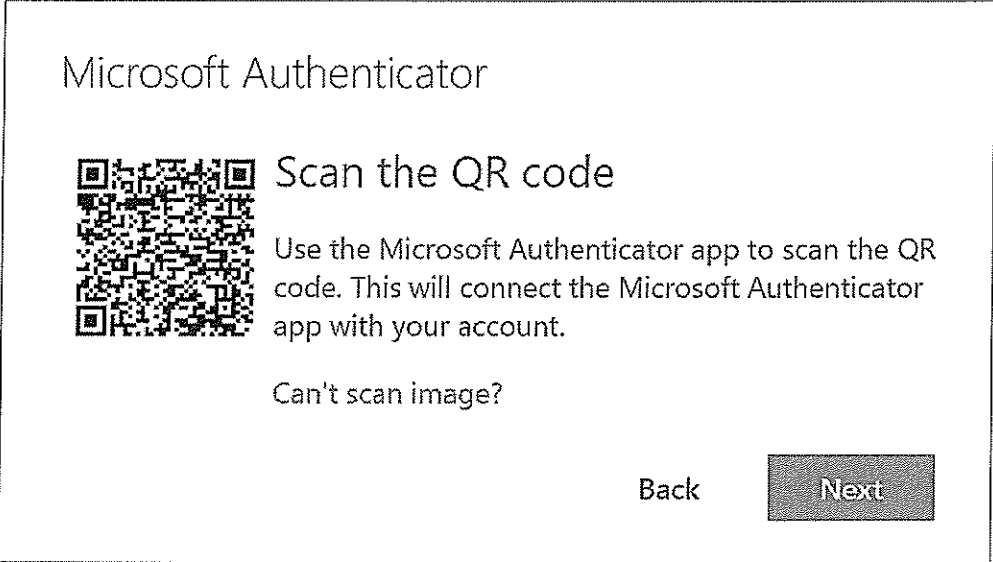 Microsoft Authenticator
Scan the QR code
Use the Microsoft Authenticator app to scan the QR
code. This will connect the Microsoft Authenticator
app with your account.
Can't scan image?
Back
Next